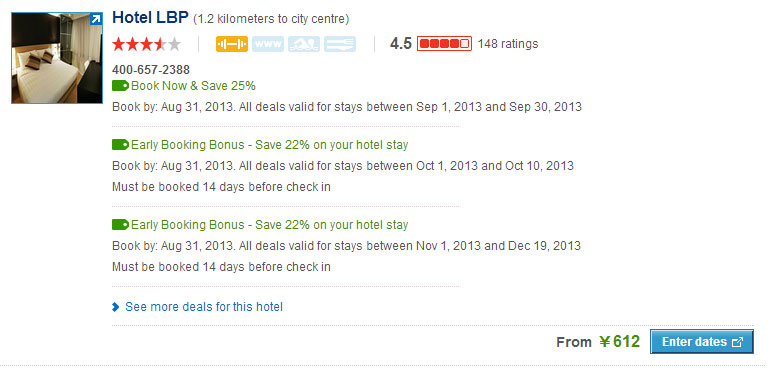 Hotel LBP (1.2 kilometers to city centre)
www 4.5 148 ratings
400-657-2388
Book Now & Save 25%
Book by: Aug 31, 2013. All deals valid for stays between Sep 1, 2013 and Sep 30, 2013
Early Booking Bonus - Save 22% on your hotel stay
Book by: Aug 31, 2013. All deals valid for stays between Oct 1, 2013 and Oct 10, 2013
Must be booked 14 days before check in
Early Booking Bonus - Save 22% on your hotel stay
Book by: Aug 31, 2013. All deals valid for stays between Nov 1, 2013 and Dec 19, 2013
Must be booked 14 days before check in
See more deals for this hotel
From ¥612 Enter dates